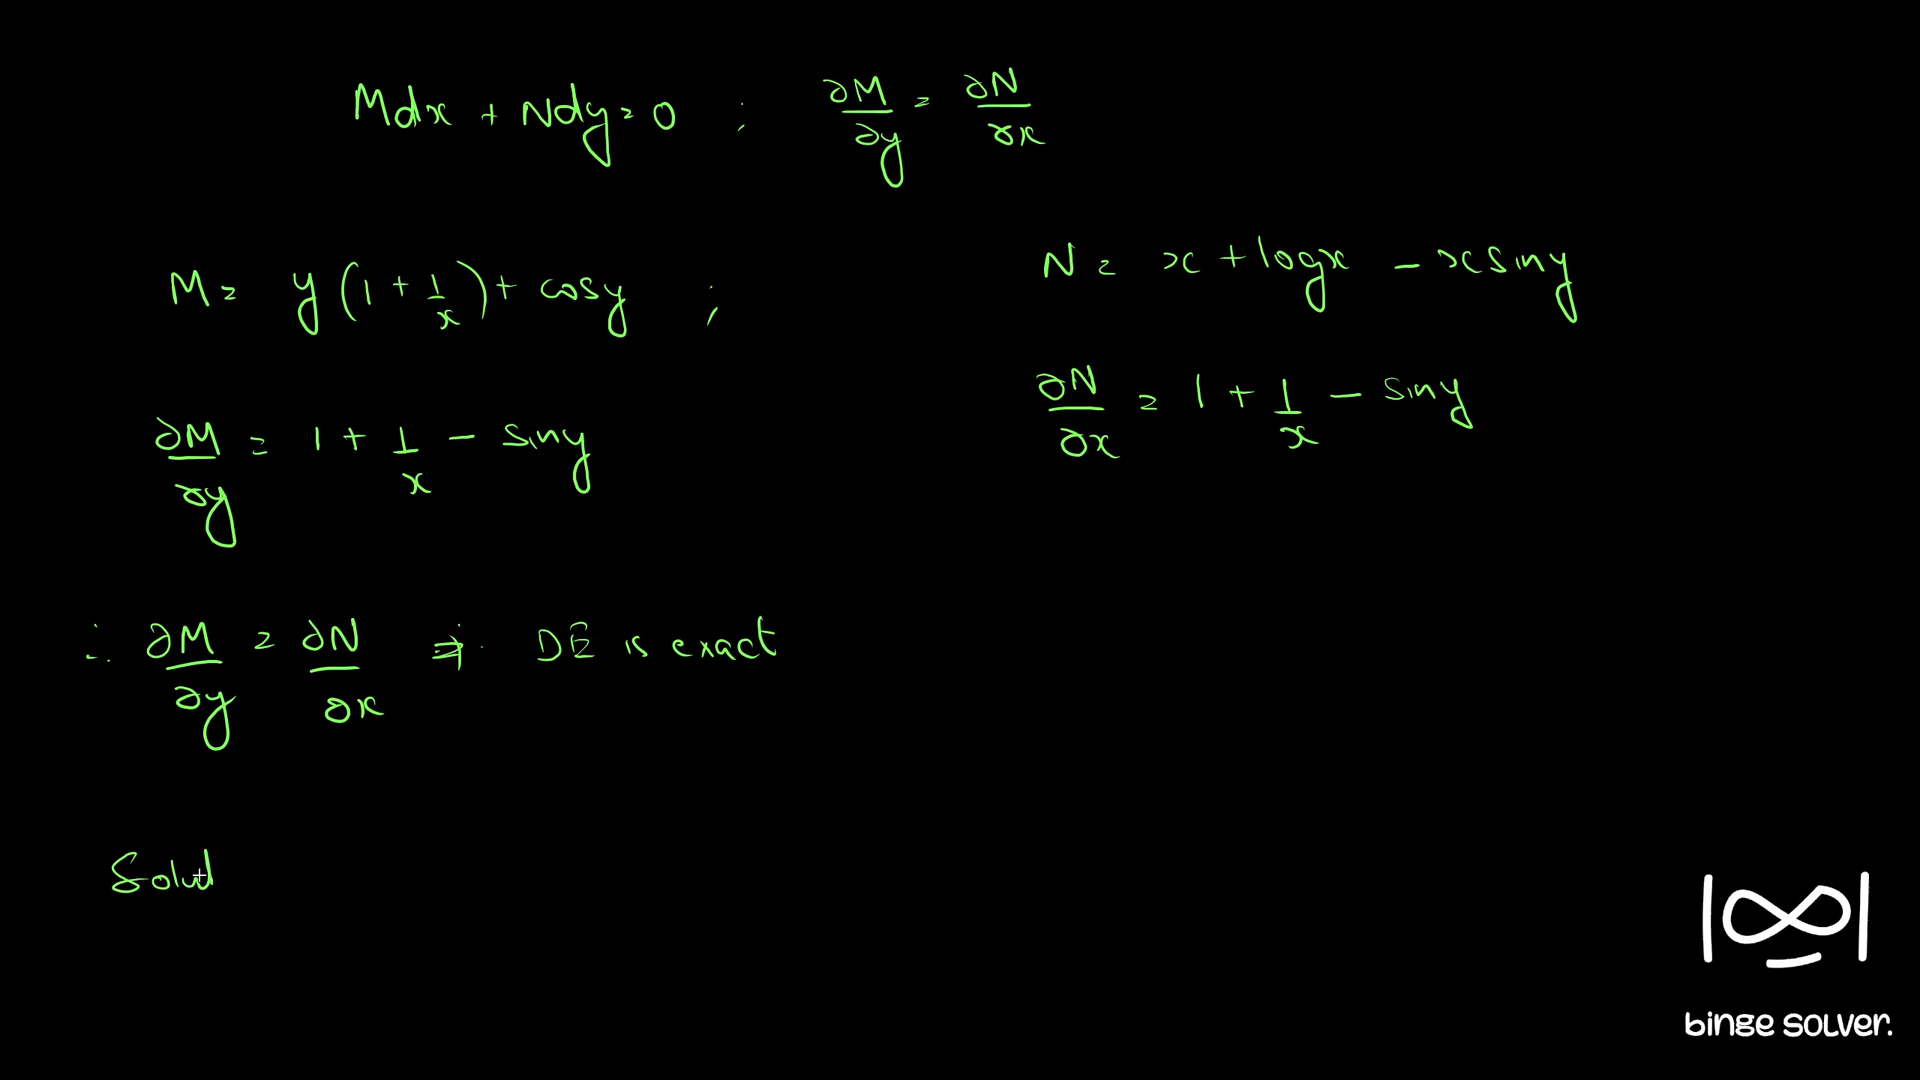 Mdx + Ndy = 0 ; ∂M/∂y = ∂N/∂x
M = y(1 + 1/x) + cosy ;
N = x + logx - xsiny
∂M/∂y = 1 + 1/x - siny
∂N/∂x = 1 + 1/x - siny
∴ ∂M/∂y = ∂N/∂x ⇒ DE is exact
Solut
binge solver.